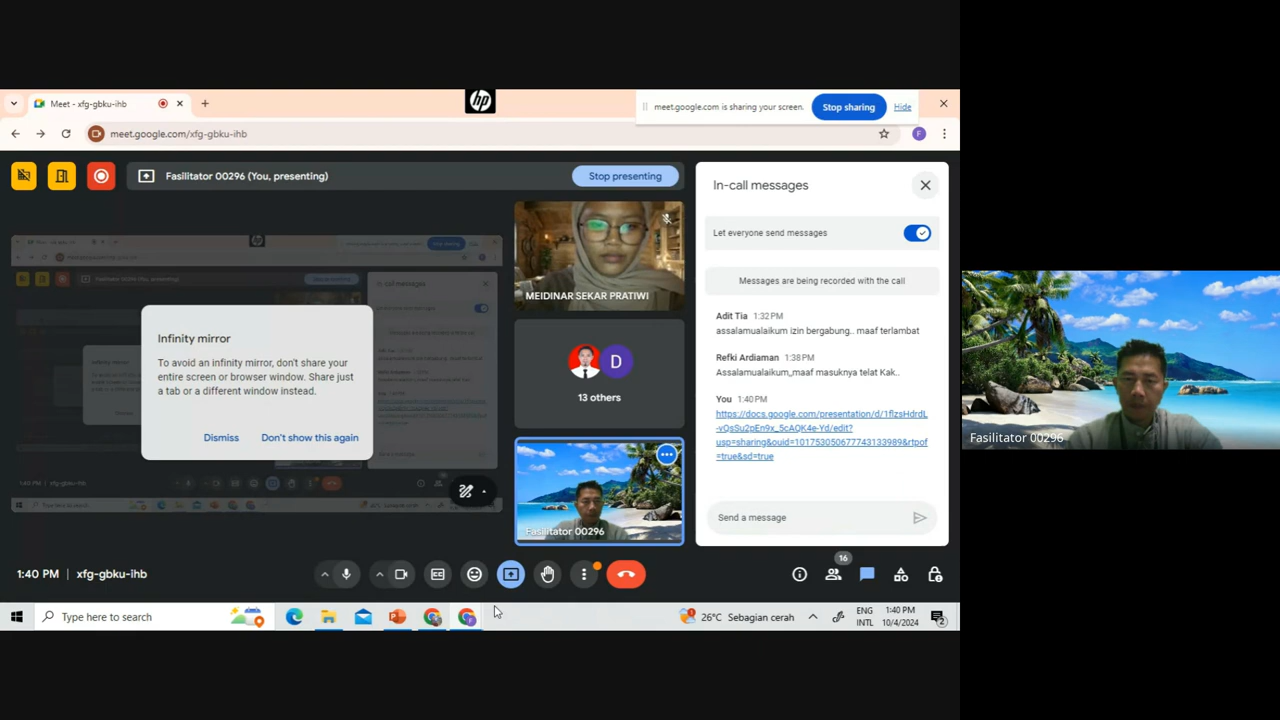 Meet - xfg-gbku-ihb
hp
meet.google.com is sharing your screen.
Stop sharing
Hide
meet.google.com/xfg-gbku-ihb
F
Fasilitator 00296 (You, presenting)
Stop presenting
In-call messages
Let everyone send messages
Messages are being recorded with the call
MEIDINAR SEKAR PRATIWI
Adit Tia 1:32 PM
assalamualaikum izin bergabung.. maaf terlambat
Infinity mirror
To avoid an infinity mirror, don't share your
entire screen or browser window. Share just
a tab or a different window instead.
Dismiss
Don't show this again
D
13 others
Refki Ardiaman 1:38 PM
Assalamualaikum,maaf masuknya telat Kak..
You 1:40 PM
https://docs.google.com/presentation/d/1flzsHdrdL
-vQsSu2pEn9x_5cAQK4e-Yd/edit?
usp=sharing&ouid=101753050677743133989&rtpof
=true&sd=true
Fasilitator 00296
Fasilitator 00296
Send a message
1:40 PM | xfg-gbku-ihb
16
Type here to search
26°C Sebagian cerah
ENG
INTL
1:40 PM
10/4/2024
2